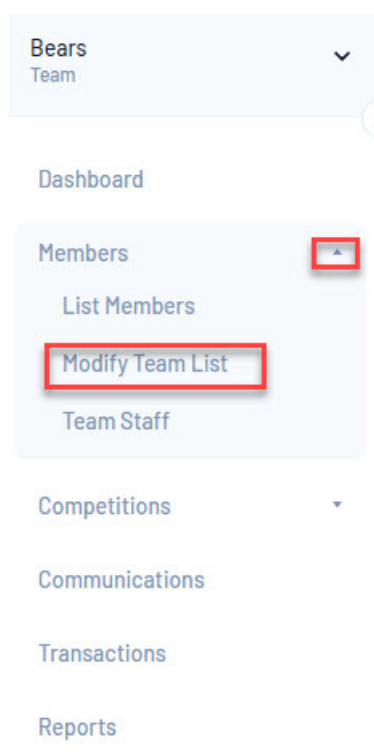 Bears
Team
Dashboard
Members
List Members
Modify Team List
Team Staff
Competitions
Communications
Transactions
Reports